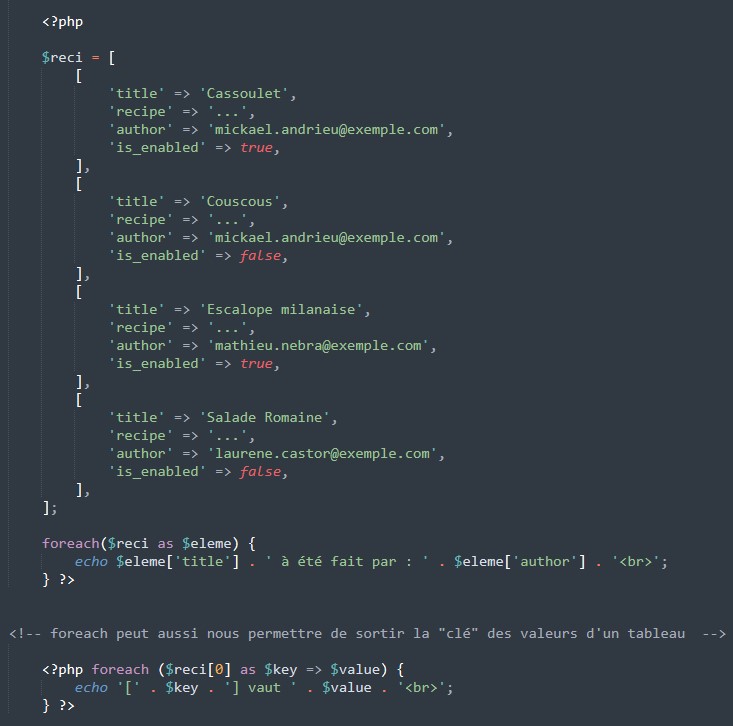 <?php
$reci = [
[
'title' => 'Cassoulet',
'recipe' => '...',
'author' => 'mickael.andrieu@exemple.com',
'is_enabled' => true,
],
[
'title' => 'Couscous',
'recipe' => '...',
'author' => 'mickael.andrieu@exemple.com',
'is_enabled' => false,
],
[
'title' => 'Escalope milanaise',
'recipe' => '...',
'author' => 'mathieu.nebra@exemple.com',
'is_enabled' => true,
],
[
'title' => 'Salade Romaine',
'recipe' => '...',
'author' => 'laurene.castor@exemple.com',
'is_enabled' => false,
],
];
foreach($reci as $eleme) {
echo $eleme['title'] . ' à été fait par : ' . $eleme['author'] . '<br>';
} ?>
<!-- foreach peut aussi nous permettre de sortir la "clé" des valeurs d'un tableau  -->
<?php foreach ($reci[0] as $key => $value) {
echo '[' . $key . '] vaut ' . $value . '<br>';
} ?>